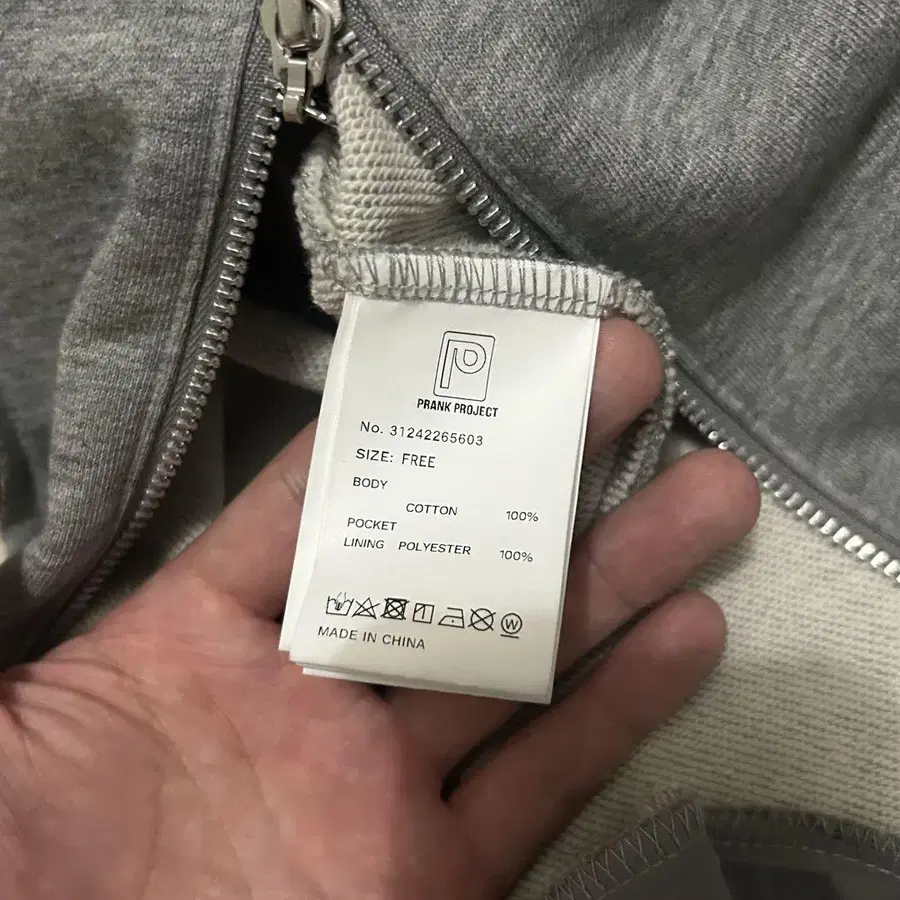 PRANK PROJECT
No. 31242265603
SIZE: FREE
BODY
COTTON 100%
POCKET
LINING POLYESTER 100%
W
MADE IN CHINA